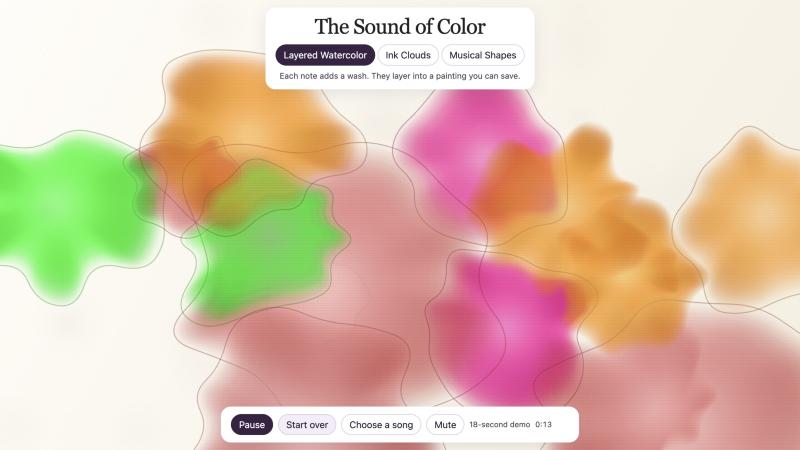 The Sound of Color
Layered Watercolor Ink Clouds Musical Shapes
Each note adds a wash. They layer into a painting you can save.
Pause Start over Choose a song Mute 18-second demo 0:13